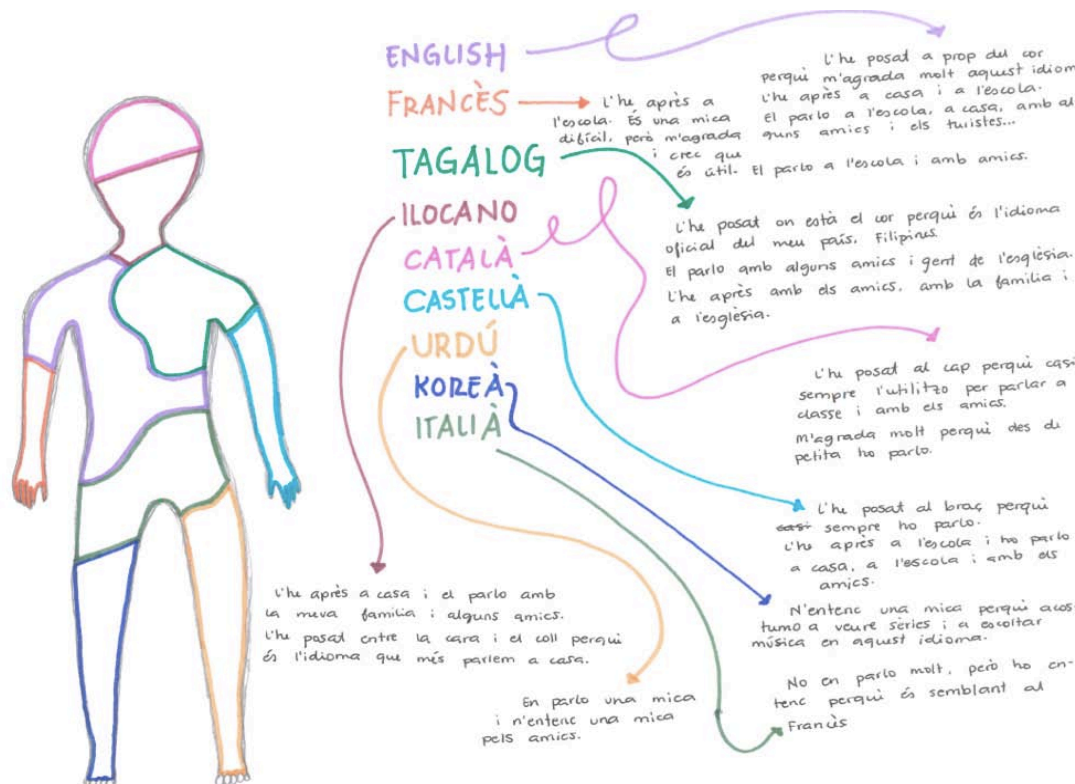 ENGLISH
FRANCÈS
TAGALOG
ILOCANO
CATALÀ
CASTELLÀ
URDÚ
KOREÀ
ITALIÀ
L'he posat a prop del cor
perquè m'agrada molt aquest idioma
L'he après a casa i a l'escola.
El parlo a l'escola, a casa, amb al
guns amics i els turistes...
L'he après a
l'escola. És una mica
difícil, però m'agrada
i crec que
és útil. El parlo a l'escola i amb amics.
L'he posat on està el cor perquè és l'idioma
oficial del meu país, Filipines
El parlo amb alguns amics i gent de l'església.
L'he après amb els amics, amb la família i
a l'església.
L'he posat al cap perquè casi
sempre l'utilitzo per parlar a
classe i amb els amics.
M'agrada molt perquè des de
petita ho parlo.
L'he posat al braç perquè
casi sempre ho parlo.
L'he après a l'escola i ho parlo
a casa, a l'escola i amb els
amics.
L'he après a casa i el parlo amb
la meva família i alguns amics.
L'he posat entre la cara i el coll perquè
és l'idioma que més parlem a casa.
N'entenc una mica perquè acos-
tumo a veure sèries i a escoltar
música en aquest idioma.
En parlo una mica
i n'entenc una mica
pels amics.
No en parlo molt, però ho en-
tenc perquè és semblant al
Francès